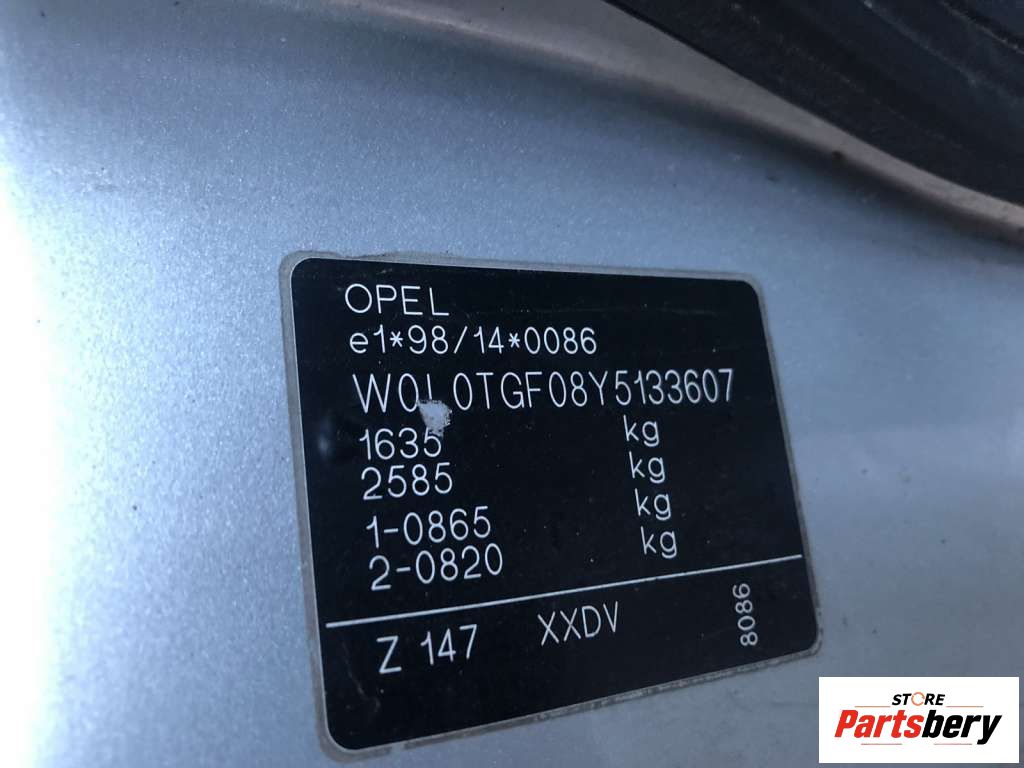 OPEL
e1*98/14*0086
W0L0TGF08Y5133607
1635 kg
2585 kg
1-0865 kg
2-0820 kg
Z 147 XXDV 8086
STORE
Partsbery